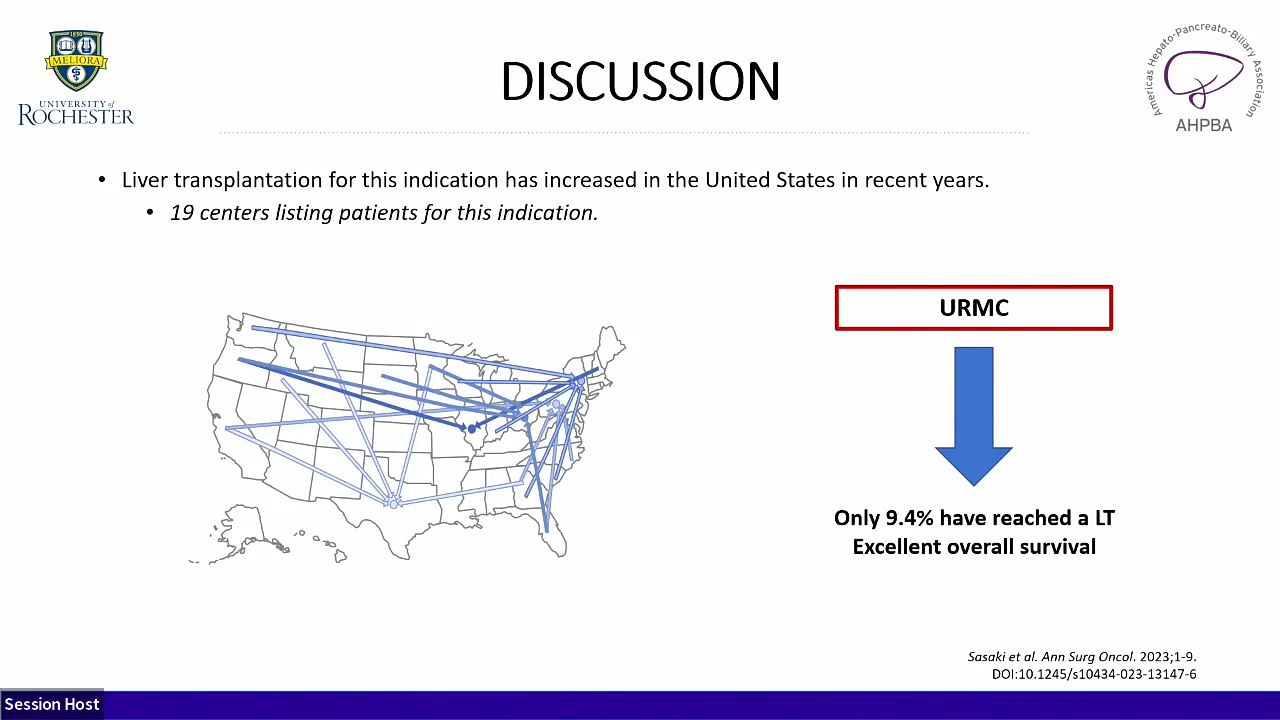 1850
MELIORA
UNIVERSITY of
ROCHESTER
DISCUSSION
Americas Hepato-Pancreato-Biliary Association
AHPBA
• Liver transplantation for this indication has increased in the United States in recent years.
• 19 centers listing patients for this indication.
URMC
Only 9.4% have reached a LT
Excellent overall survival
Sasaki et al. Ann Surg Oncol. 2023;1-9.
DOI:10.1245/s10434-023-13147-6
Session Host